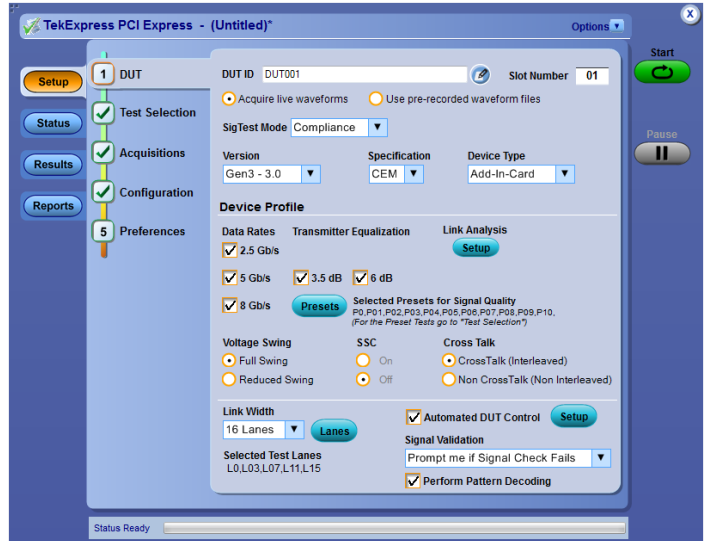 TekExpress PCI Express - (Untitled)*
Options
x
Start
Setup
Status
Results
Reports
1 DUT
Test Selection
Acquisitions
Configuration
5 Preferences
DUT ID DUT001
Slot Number 01
Acquire live waveforms Use pre-recorded waveform files
SigTest Mode Compliance
Version Specification Device Type
Gen3 - 3.0 CEM Add-In-Card
Pause
Device Profile
Data Rates Transmitter Equalization Link Analysis
2.5 Gb/s Setup
5 Gb/s 3.5 dB 6 dB
8 Gb/s Presets Selected Presets for Signal Quality
P0,P01,P02,P03,P04,P05,P06,P07,P08,P09,P10,
(For the Preset Tests go to "Test Selection")
Voltage Swing SSC Cross Talk
Full Swing On CrossTalk (Interleaved)
Reduced Swing Off Non CrossTalk (Non Interleaved)
Link Width
16 Lanes Lanes
Automated DUT Control Setup
Signal Validation
Selected Test Lanes
L0,L03,L07,L11,L15
Prompt me if Signal Check Fails
Perform Pattern Decoding
Status Ready